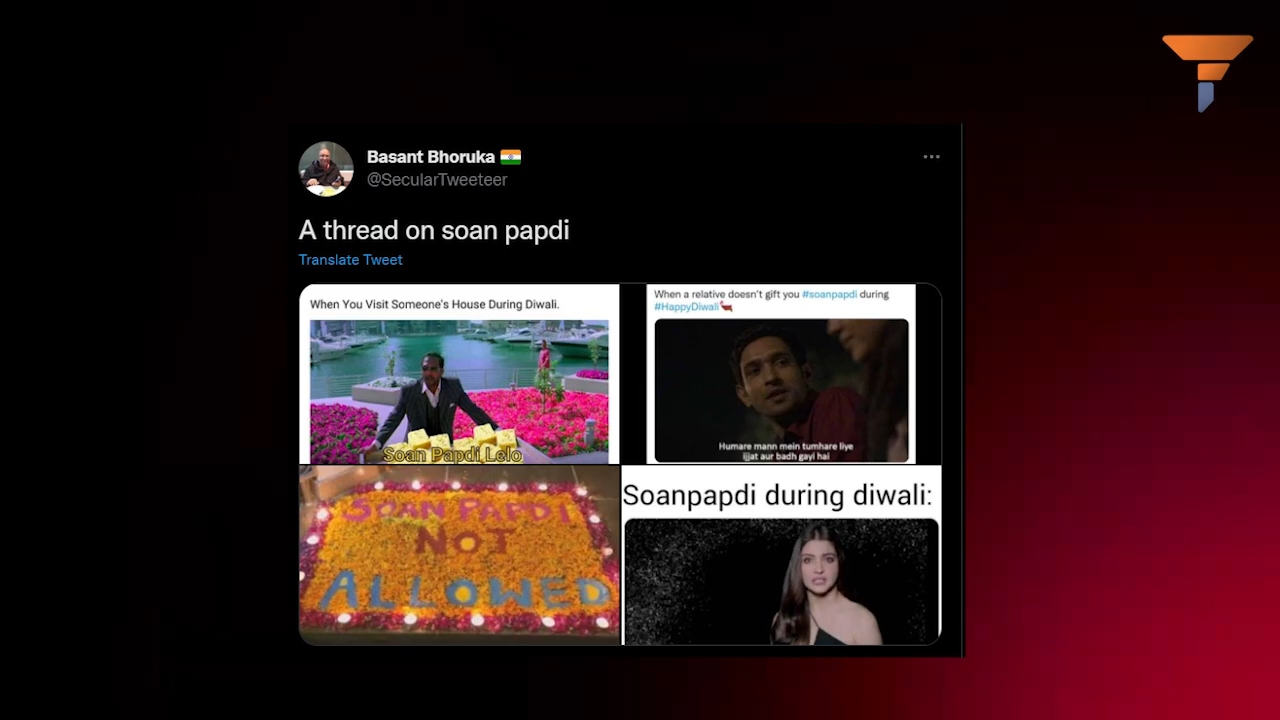 Basant Bhoruka
@SecularTweeteer
A thread on soan papdi
Translate Tweet
When You Visit Someone's House During Diwali.
Soan Papdi Lelo
When a relative doesn't gift you #soanpapdi during
#HappyDiwali
Humare mann mein tumhare liye
ijjat aur badh gayi hai
SOAN PAPDI
NOT
ALLOWED
Soanpapdi during diwali: